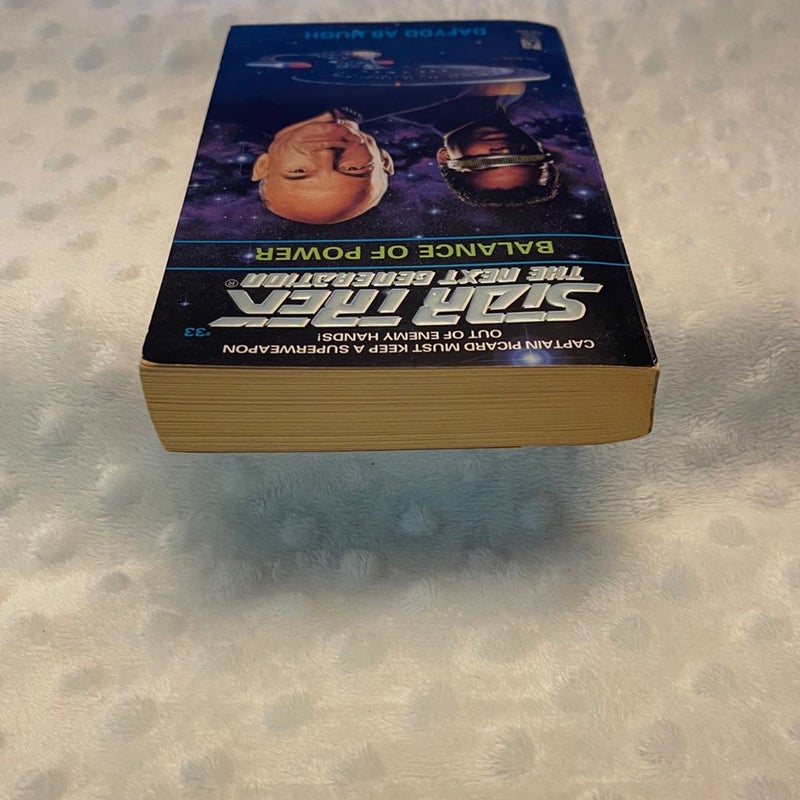 CAPTAIN PICARD MUST KEEP A SUPERWEAPON
OUT OF ENEMY HANDS!
#33
STAR TREK
THE NEXT GENERATION®
BALANCE OF POWER
DAFYDD AB HUGH